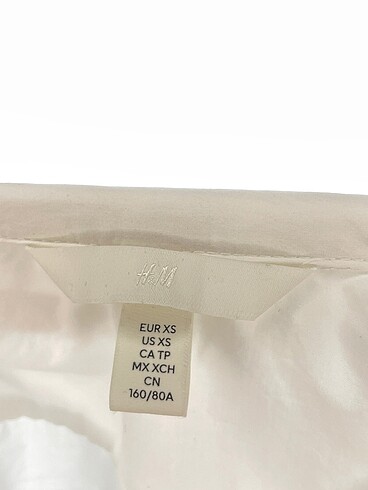 H&M
EUR XS
US XS
CA TP
MX XCH
CN
160/80A